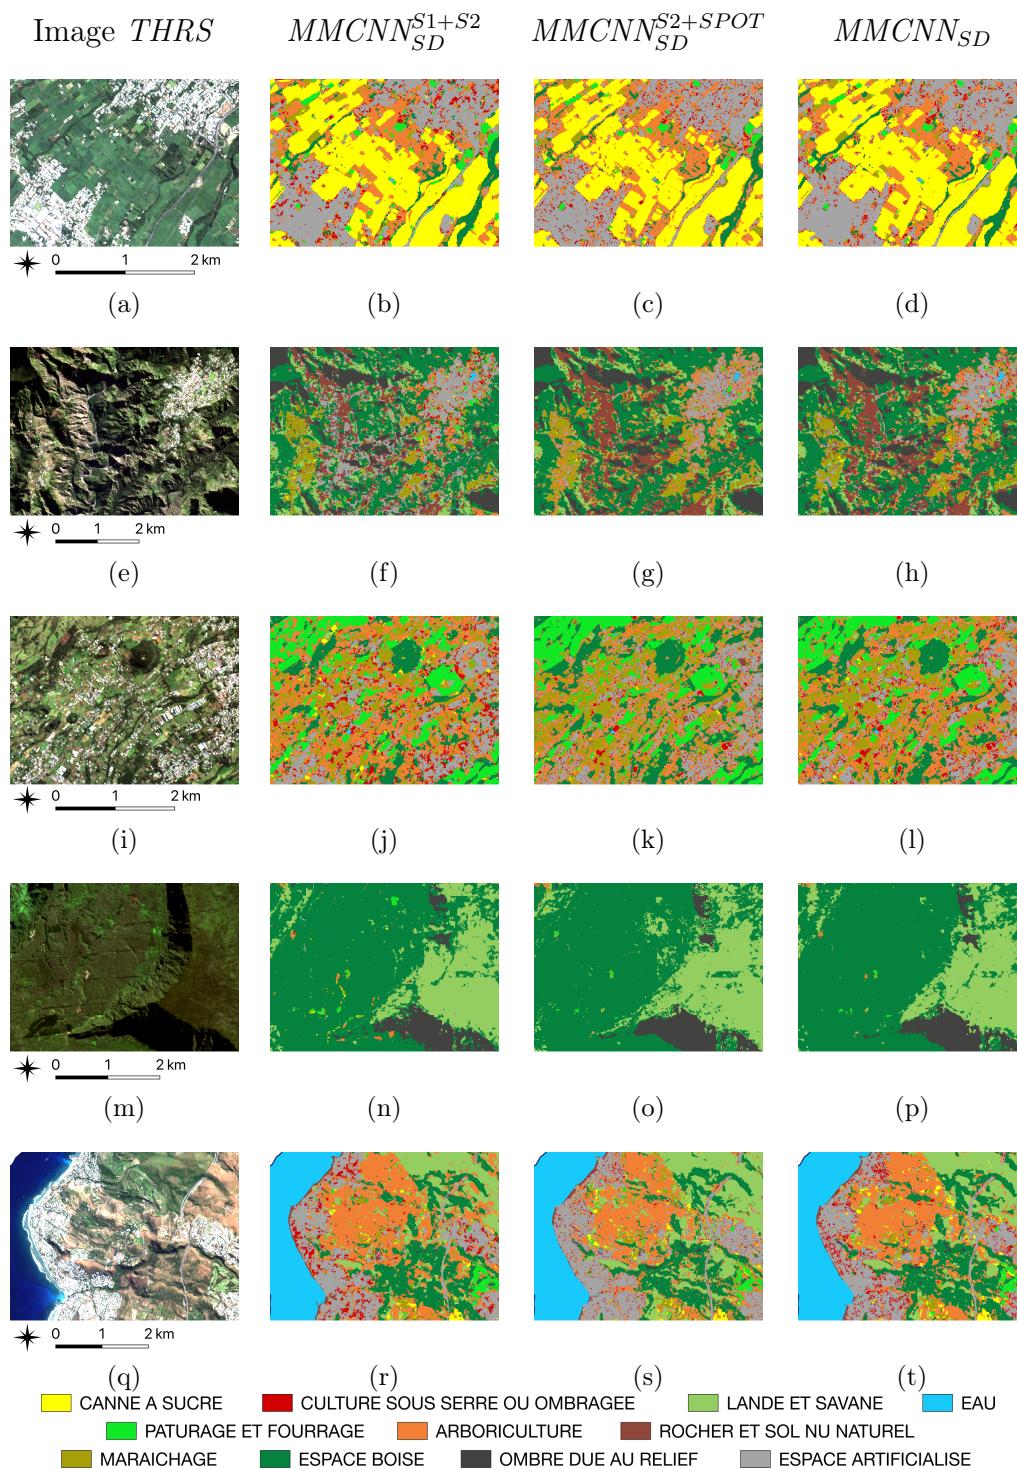 Image THRS MMCNN_{SD}^{S1+S2} MMCNN_{SD}^{S2+SPOT} MMCNN_{SD}
0 1 2 km
(a) (b) (c) (d)
0 1 2 km
(e) (f) (g) (h)
0 1 2 km
(i) (j) (k) (l)
0 1 2 km
(m) (n) (o) (p)
0 1 2 km
(q) (r) (s) (t)
CANNE A SUCRE CULTURE SOUS SERRE OU OMBRAGEE LANDE ET SAVANE EAU
PATURAGE ET FOURRAGE ARBORICULTURE ROCHER ET SOL NU NATUREL
MARAICHAGE ESPACE BOISE OMBRE DUE AU RELIEF ESPACE ARTIFICIALISE